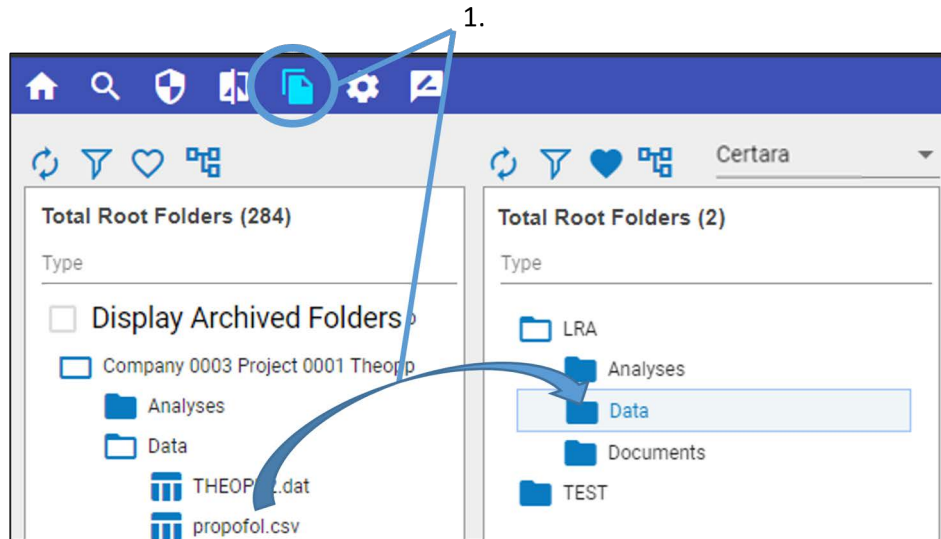 1.
Certara
Total Root Folders (284)
Type
Display Archived Folders
Company 0003 Project 0001 Theopp
Analyses
Data
propofol.csv
Total Root Folders (2)
Type
LRA
Analyses
Data
Documents
TEST